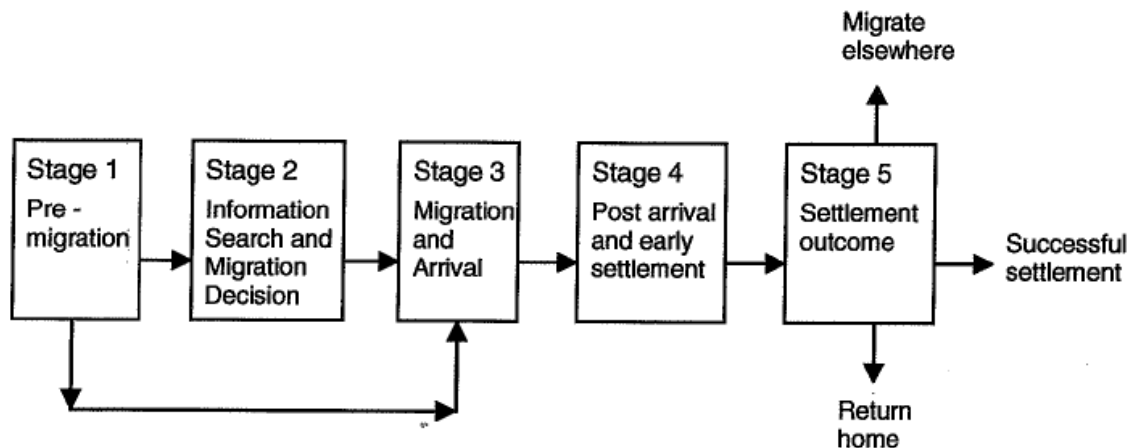 Migrate
elsewhere
Stage 1
Pre -
migration
Stage 2
Information
Search and
Migration
Decision
Stage 3
Migration
and
Arrival
Stage 4
Post arrival
and early
settlement
Stage 5
Settlement
outcome
Successful
settlement
Return
home